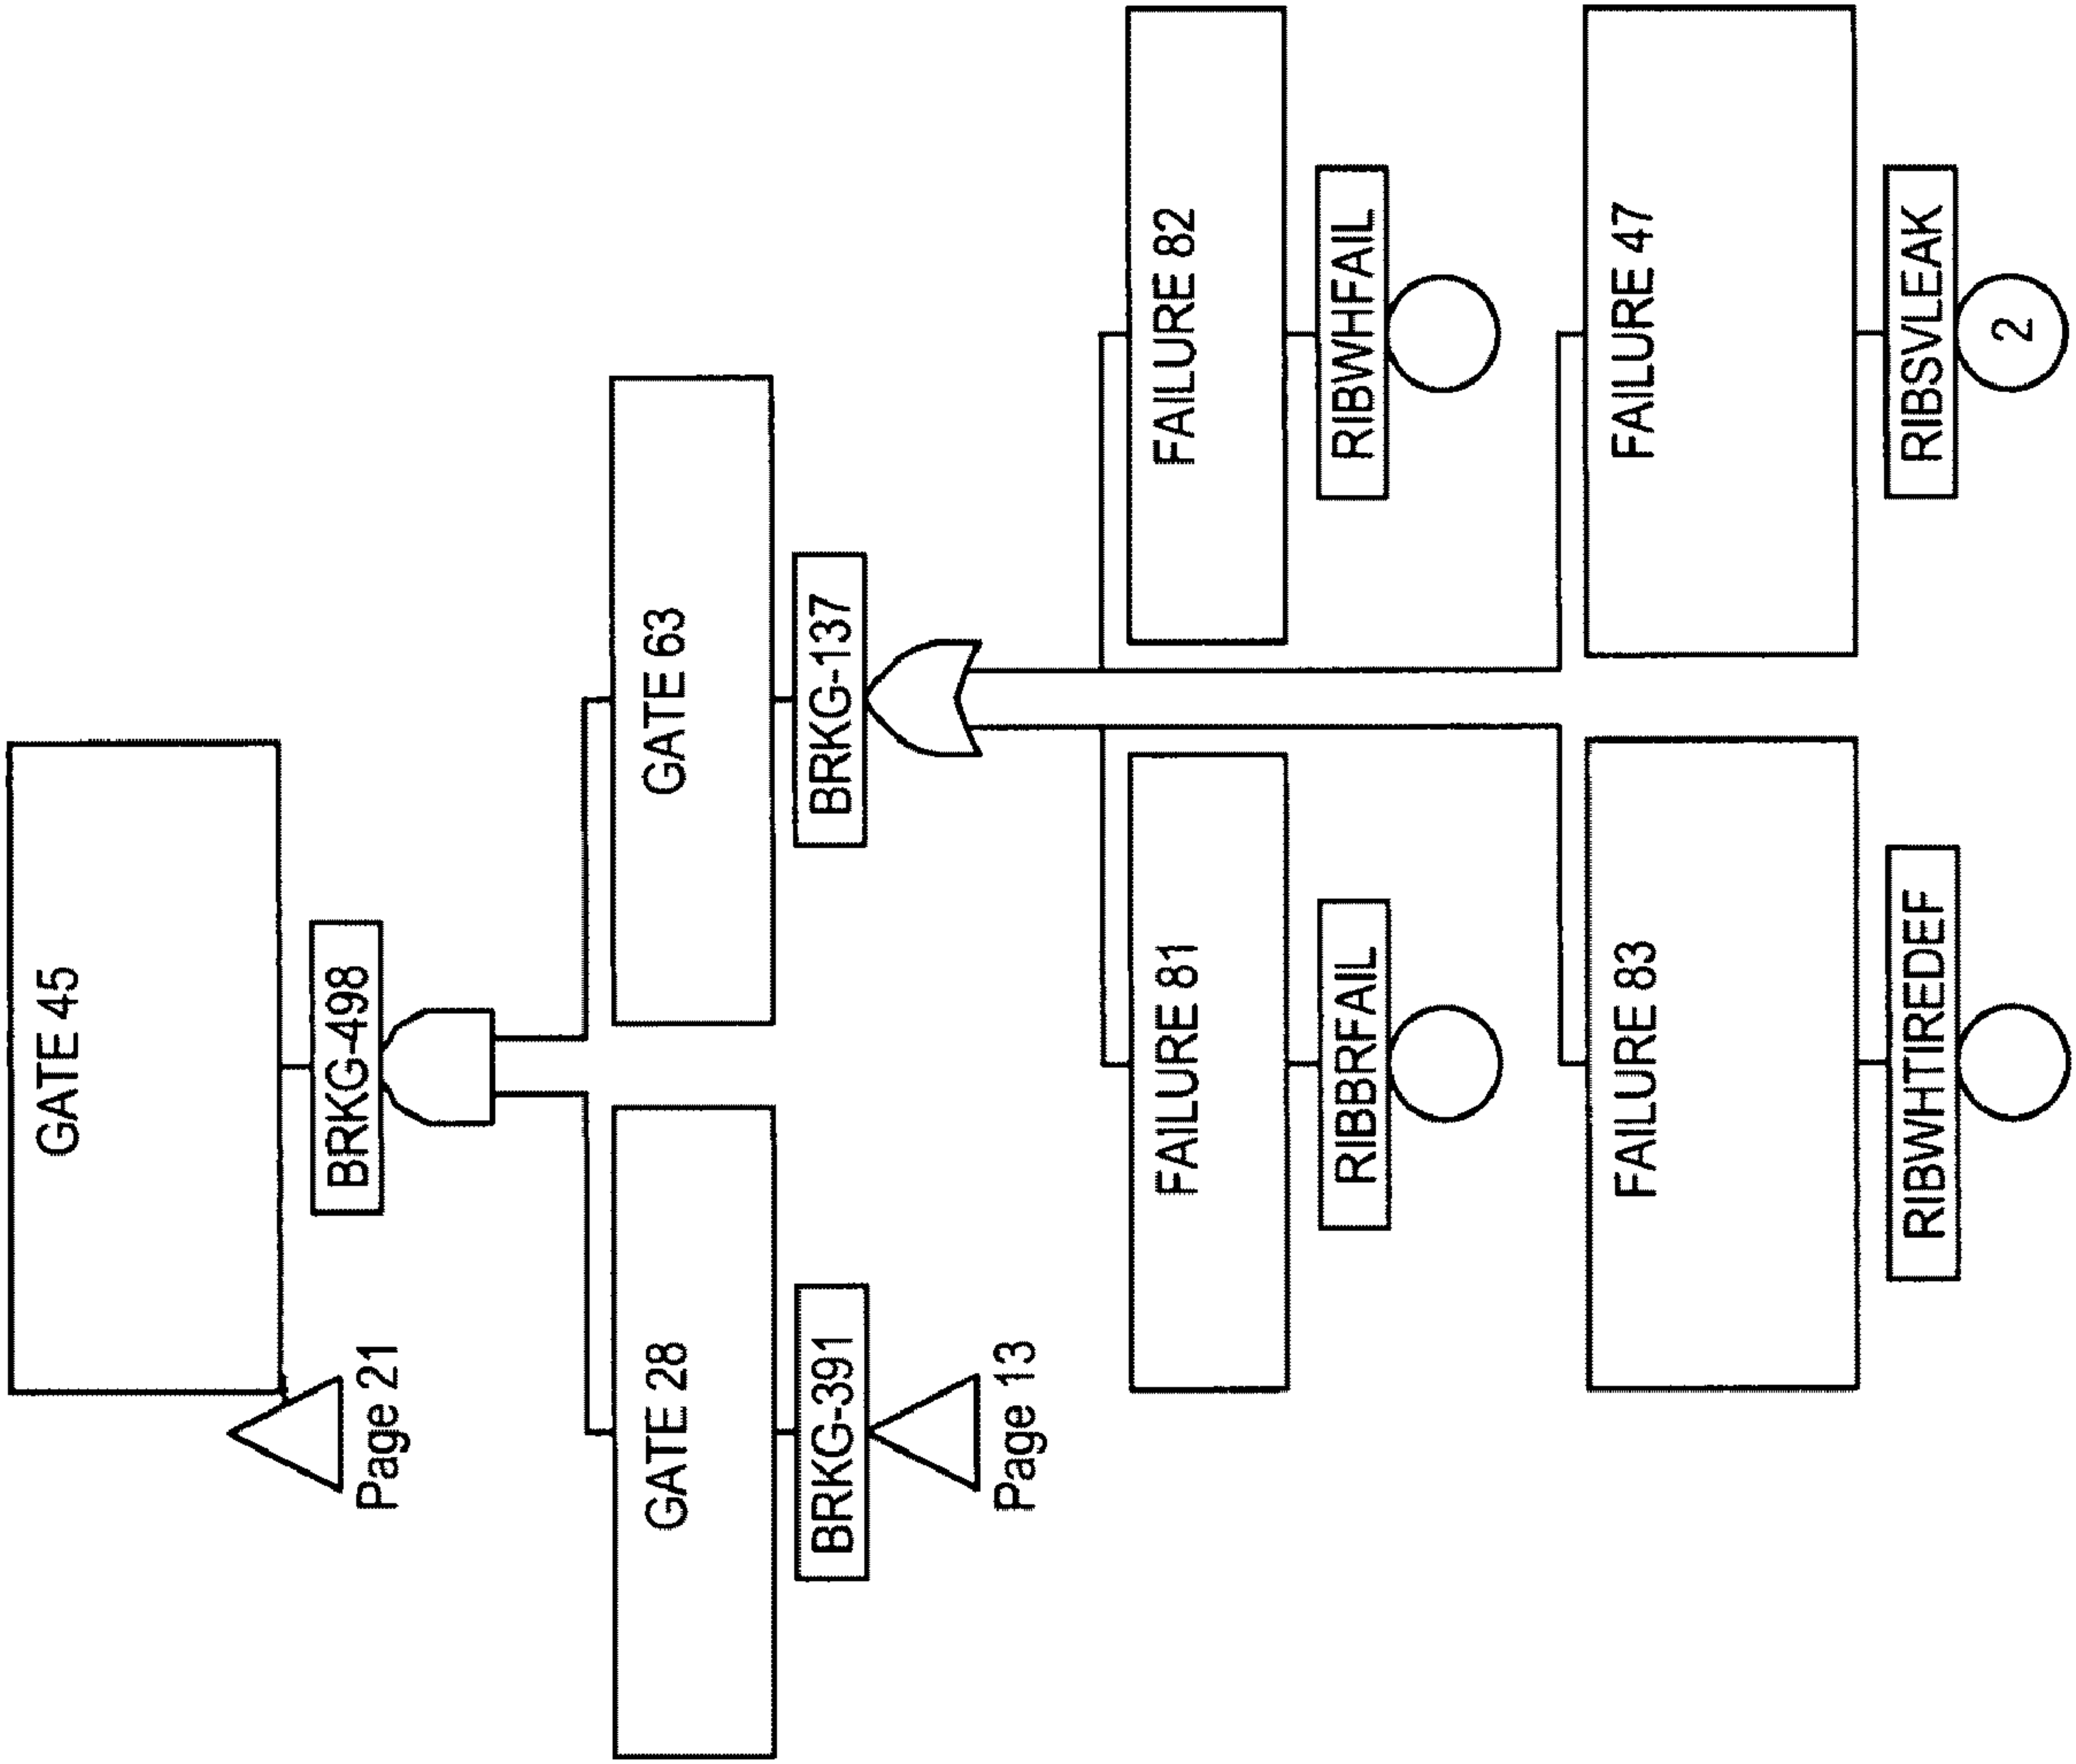 GATE 45
BRKG-498
Page 21
GATE 28
BRKG-391
Page 13
GATE 63
BRKG-137
FAILURE 81
RIBBRFAIL
FAILURE 82
RIBWHFAIL
FAILURE 83
RIBWHTIREDEF
FAILURE 47
RIBSVLEAK
2